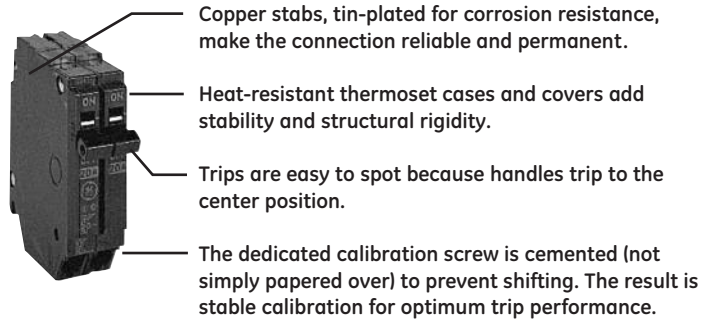 Copper stabs, tin-plated for corrosion resistance,
make the connection reliable and permanent.
ON ON
Heat-resistant thermoset cases and covers add
stability and structural rigidity.
Trips are easy to spot because handles trip to the
center position.
20A 20A
The dedicated calibration screw is cemented (not
simply papered over) to prevent shifting. The result is
stable calibration for optimum trip performance.